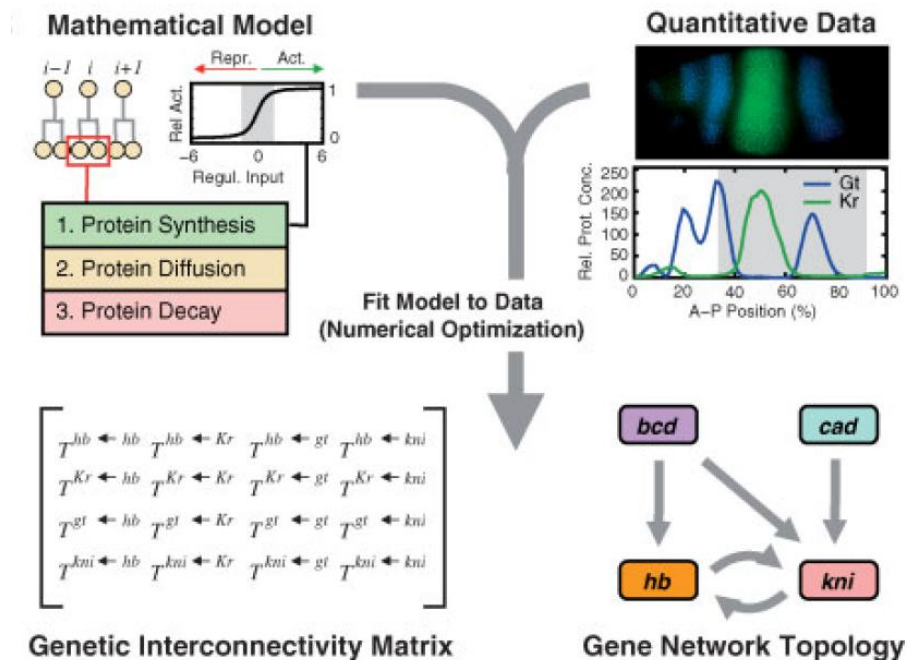 Mathematical Model
i–1 i i+1
Repr. Act.
Rel Act.
1
0
–6 0 6
Regul. Input
1. Protein Synthesis
2. Protein Diffusion
3. Protein Decay
Quantitative Data
Rel. Prot. Conc.
250
200
150
100
50
0
Gt
Kr
0 20 40 60 80 100
A–P Position (%)
Fit Model to Data
(Numerical Optimization)
T^hb ← hb T^hb ← Kr T^hb ← gt T^hb ← kni
T^Kr ← hb T^Kr ← Kr T^Kr ← gt T^Kr ← kni
T^gt ← hb T^gt ← Kr T^gt ← gt T^gt ← kni
T^kni ← hb T^kni ← Kr T^kni ← gt T^kni ← kni
Genetic Interconnectivity Matrix
bcd cad
hb kni
Gene Network Topology